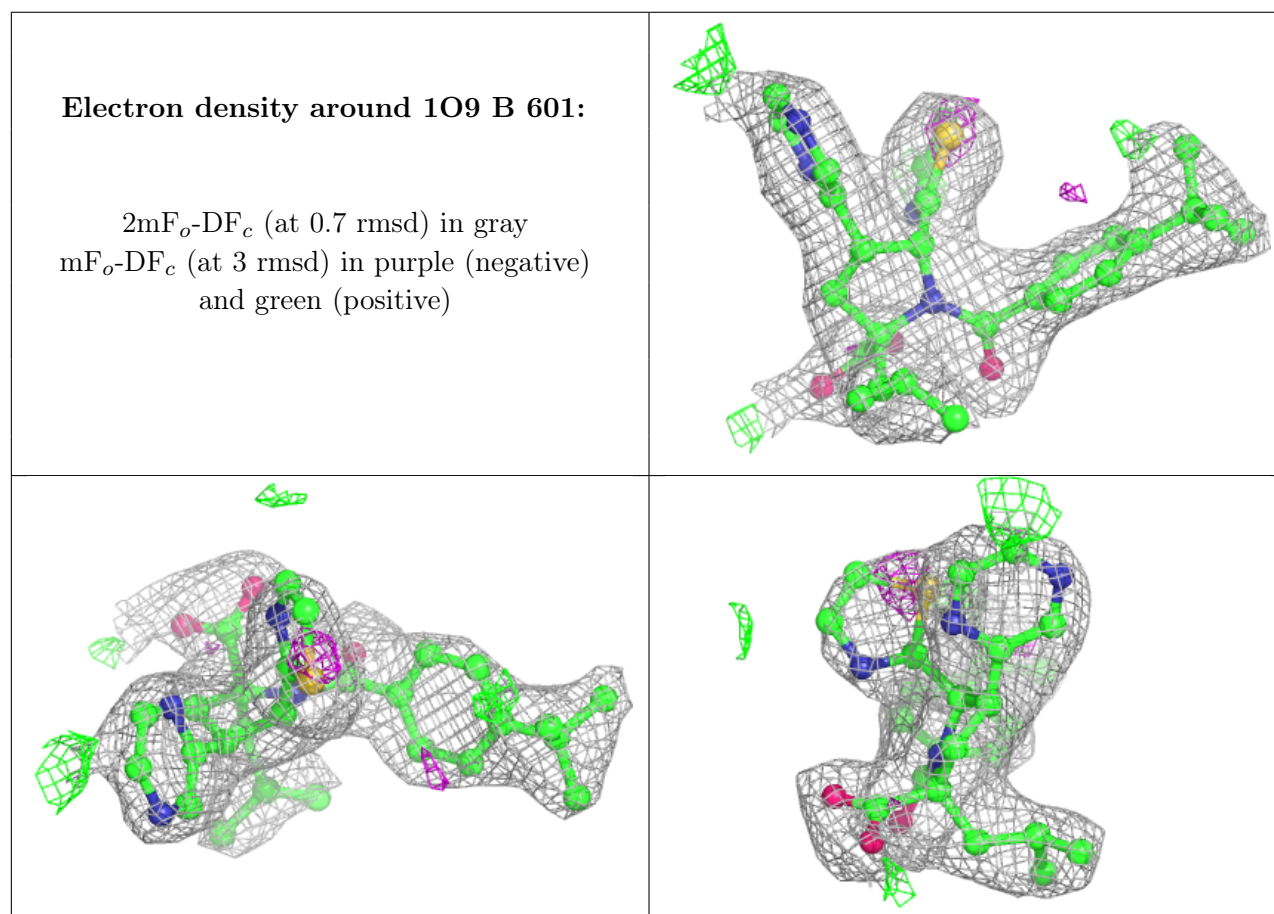 Electron density around 1O9 B 601:
2mFo-DFc (at 0.7 rmsd) in gray
mFo-DFc (at 3 rmsd) in purple (negative)
and green (positive)